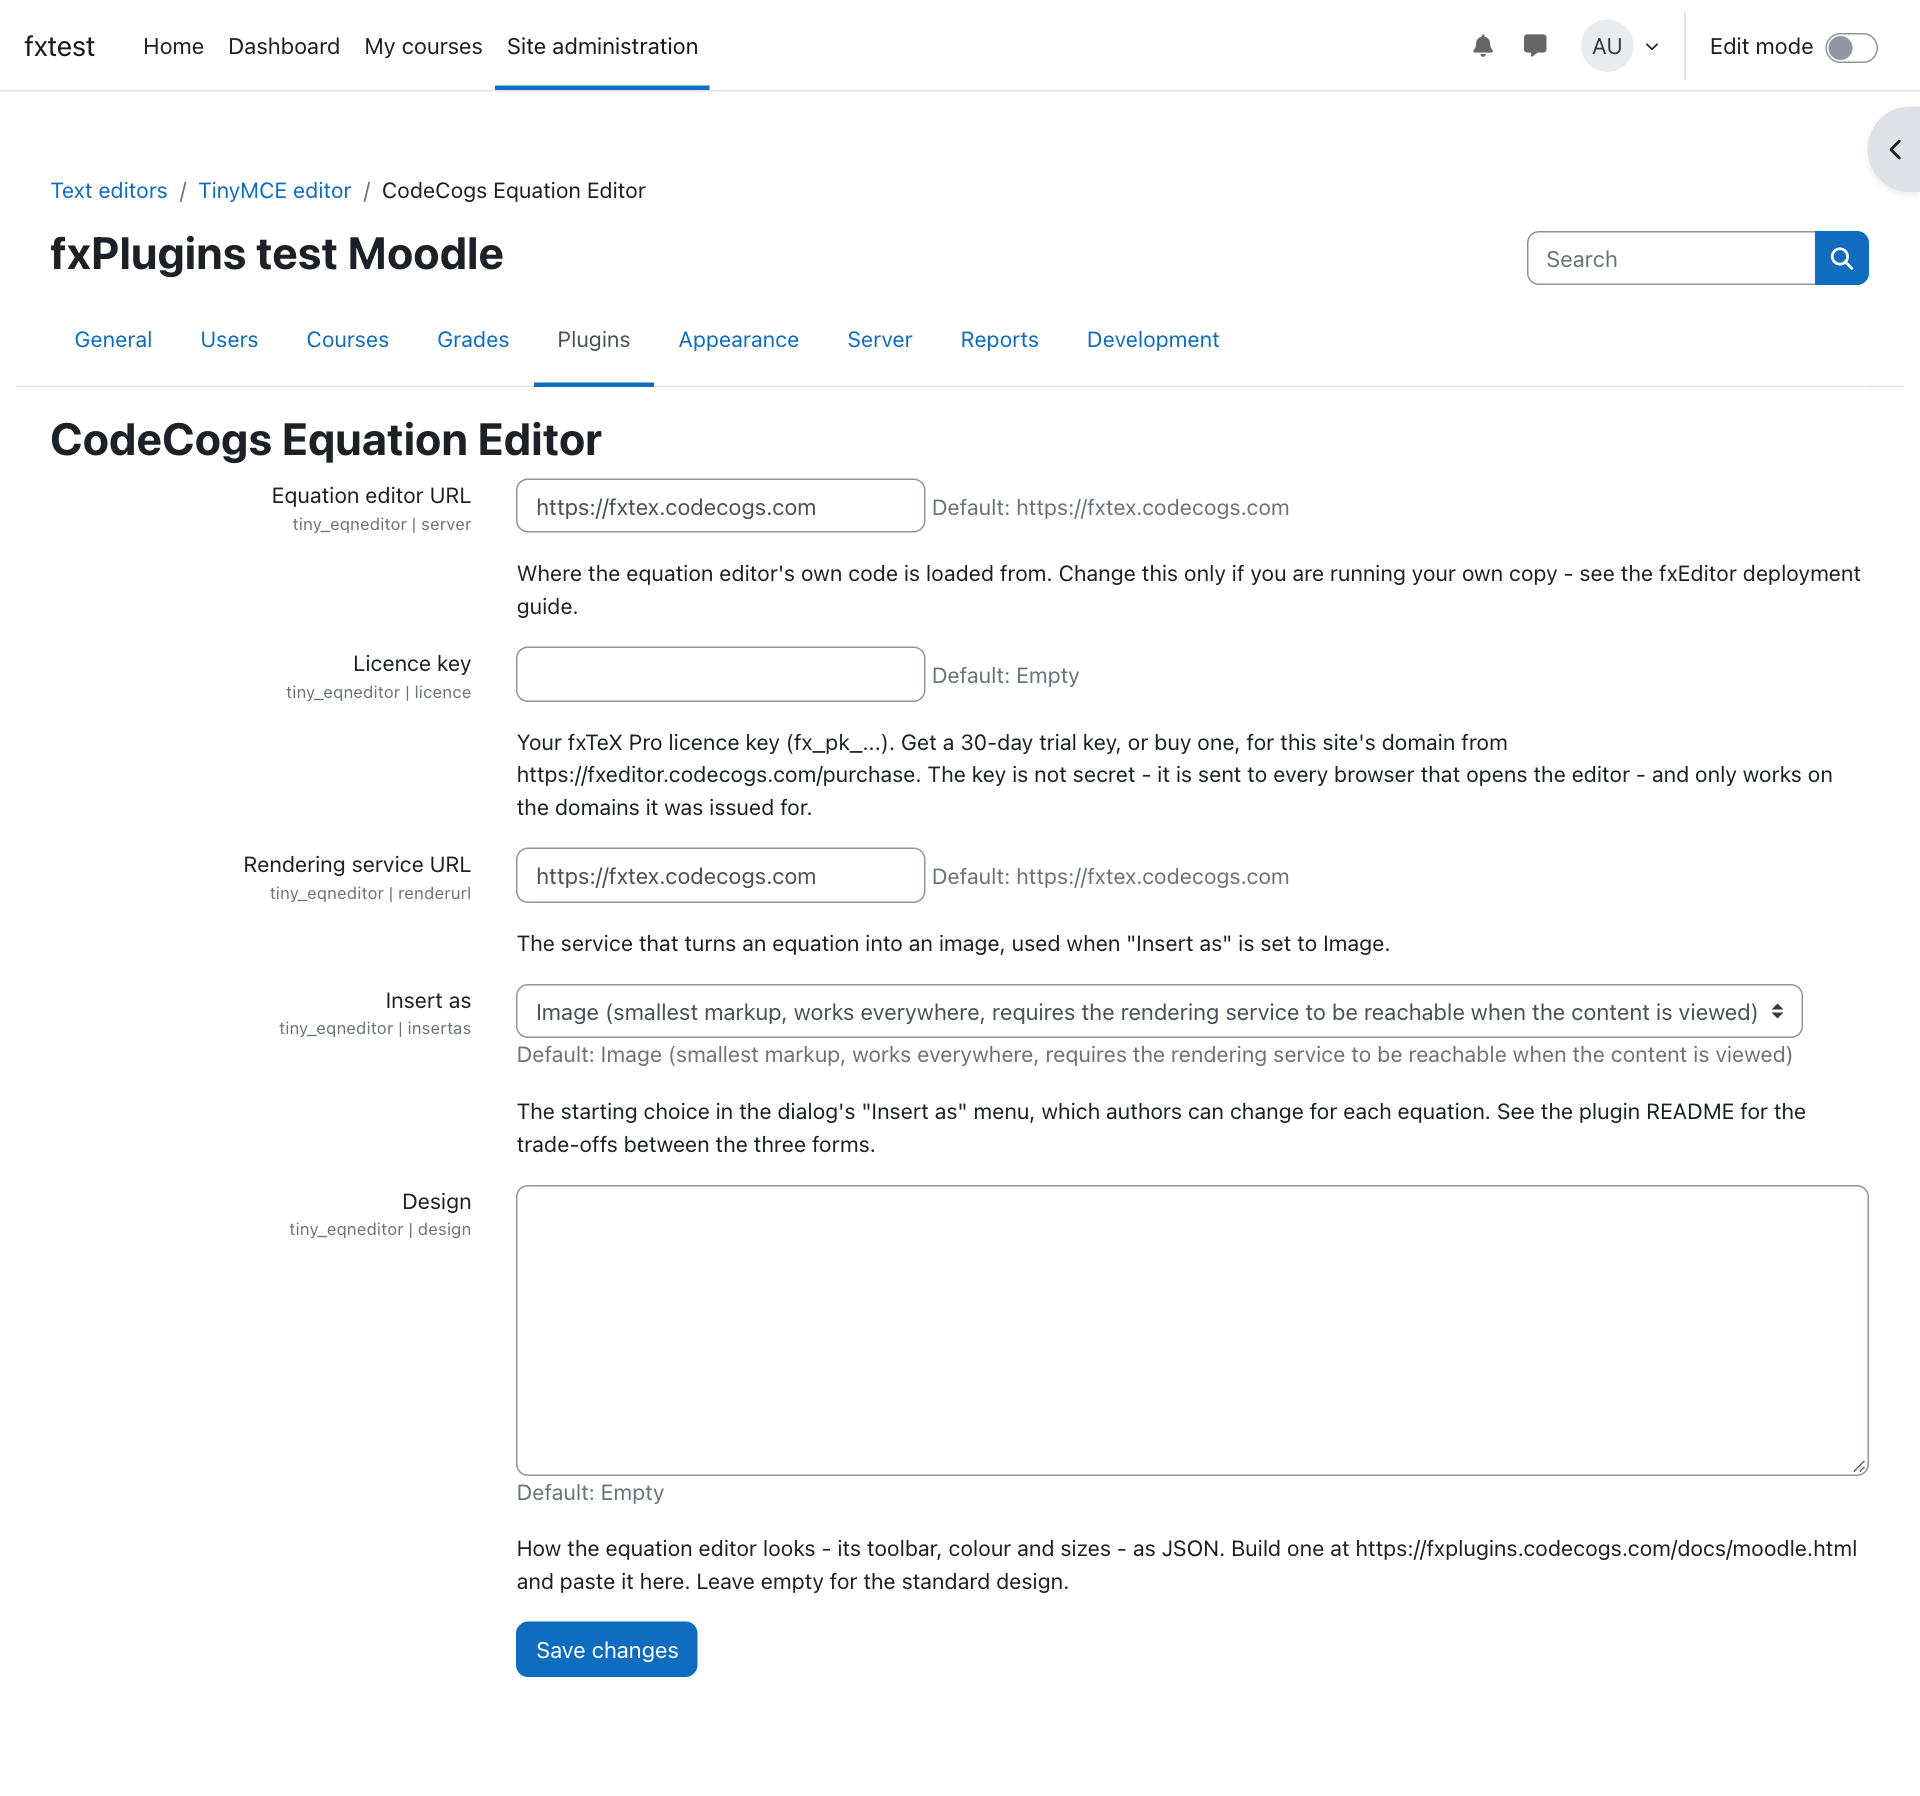 fxtest
Home
Dashboard
My courses
Site administration
AU
Edit mode
Text editors / TinyMCE editor / CodeCogs Equation Editor
fxPlugins test Moodle
Search
General
Users
Courses
Grades
Plugins
Appearance
Server
Reports
Development
CodeCogs Equation Editor
Equation editor URL
tiny_eqneditor | server
https://fxtex.codecogs.com
Default: https://fxtex.codecogs.com
Where the equation editor's own code is loaded from. Change this only if you are running your own copy - see the fxEditor deployment
guide.
Licence key
tiny_eqneditor | licence
Default: Empty
Your fxTeX Pro licence key (fx_pk_...). Get a 30-day trial key, or buy one, for this site's domain from
https://fxeditor.codecogs.com/purchase. The key is not secret - it is sent to every browser that opens the editor - and only works on
the domains it was issued for.
Rendering service URL
tiny_eqneditor | renderurl
https://fxtex.codecogs.com
Default: https://fxtex.codecogs.com
The service that turns an equation into an image, used when "Insert as" is set to Image.
Insert as
tiny_eqneditor | insertas
Image (smallest markup, works everywhere, requires the rendering service to be reachable when the content is viewed)
Default: Image (smallest markup, works everywhere, requires the rendering service to be reachable when the content is viewed)
The starting choice in the dialog's "Insert as" menu, which authors can change for each equation. See the plugin README for the
trade-offs between the three forms.
Design
tiny_eqneditor | design
Default: Empty
How the equation editor looks - its toolbar, colour and sizes - as JSON. Build one at https://fxplugins.codecogs.com/docs/moodle.html
and paste it here. Leave empty for the standard design.
Save changes